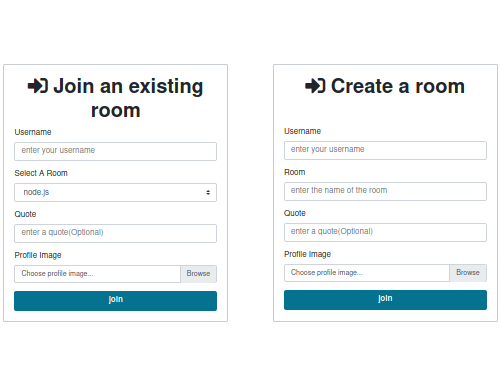 Join an existing
room
Username
enter your username
Select A Room
node.js
Quote
enter a quote(Optional)
Profile Image
Choose profile image...
Browse
join
Create a room
Username
enter your username
Room
enter the name of the room
Quote
enter a quote(Optional)
Profile Image
Choose profile image...
Browse
join